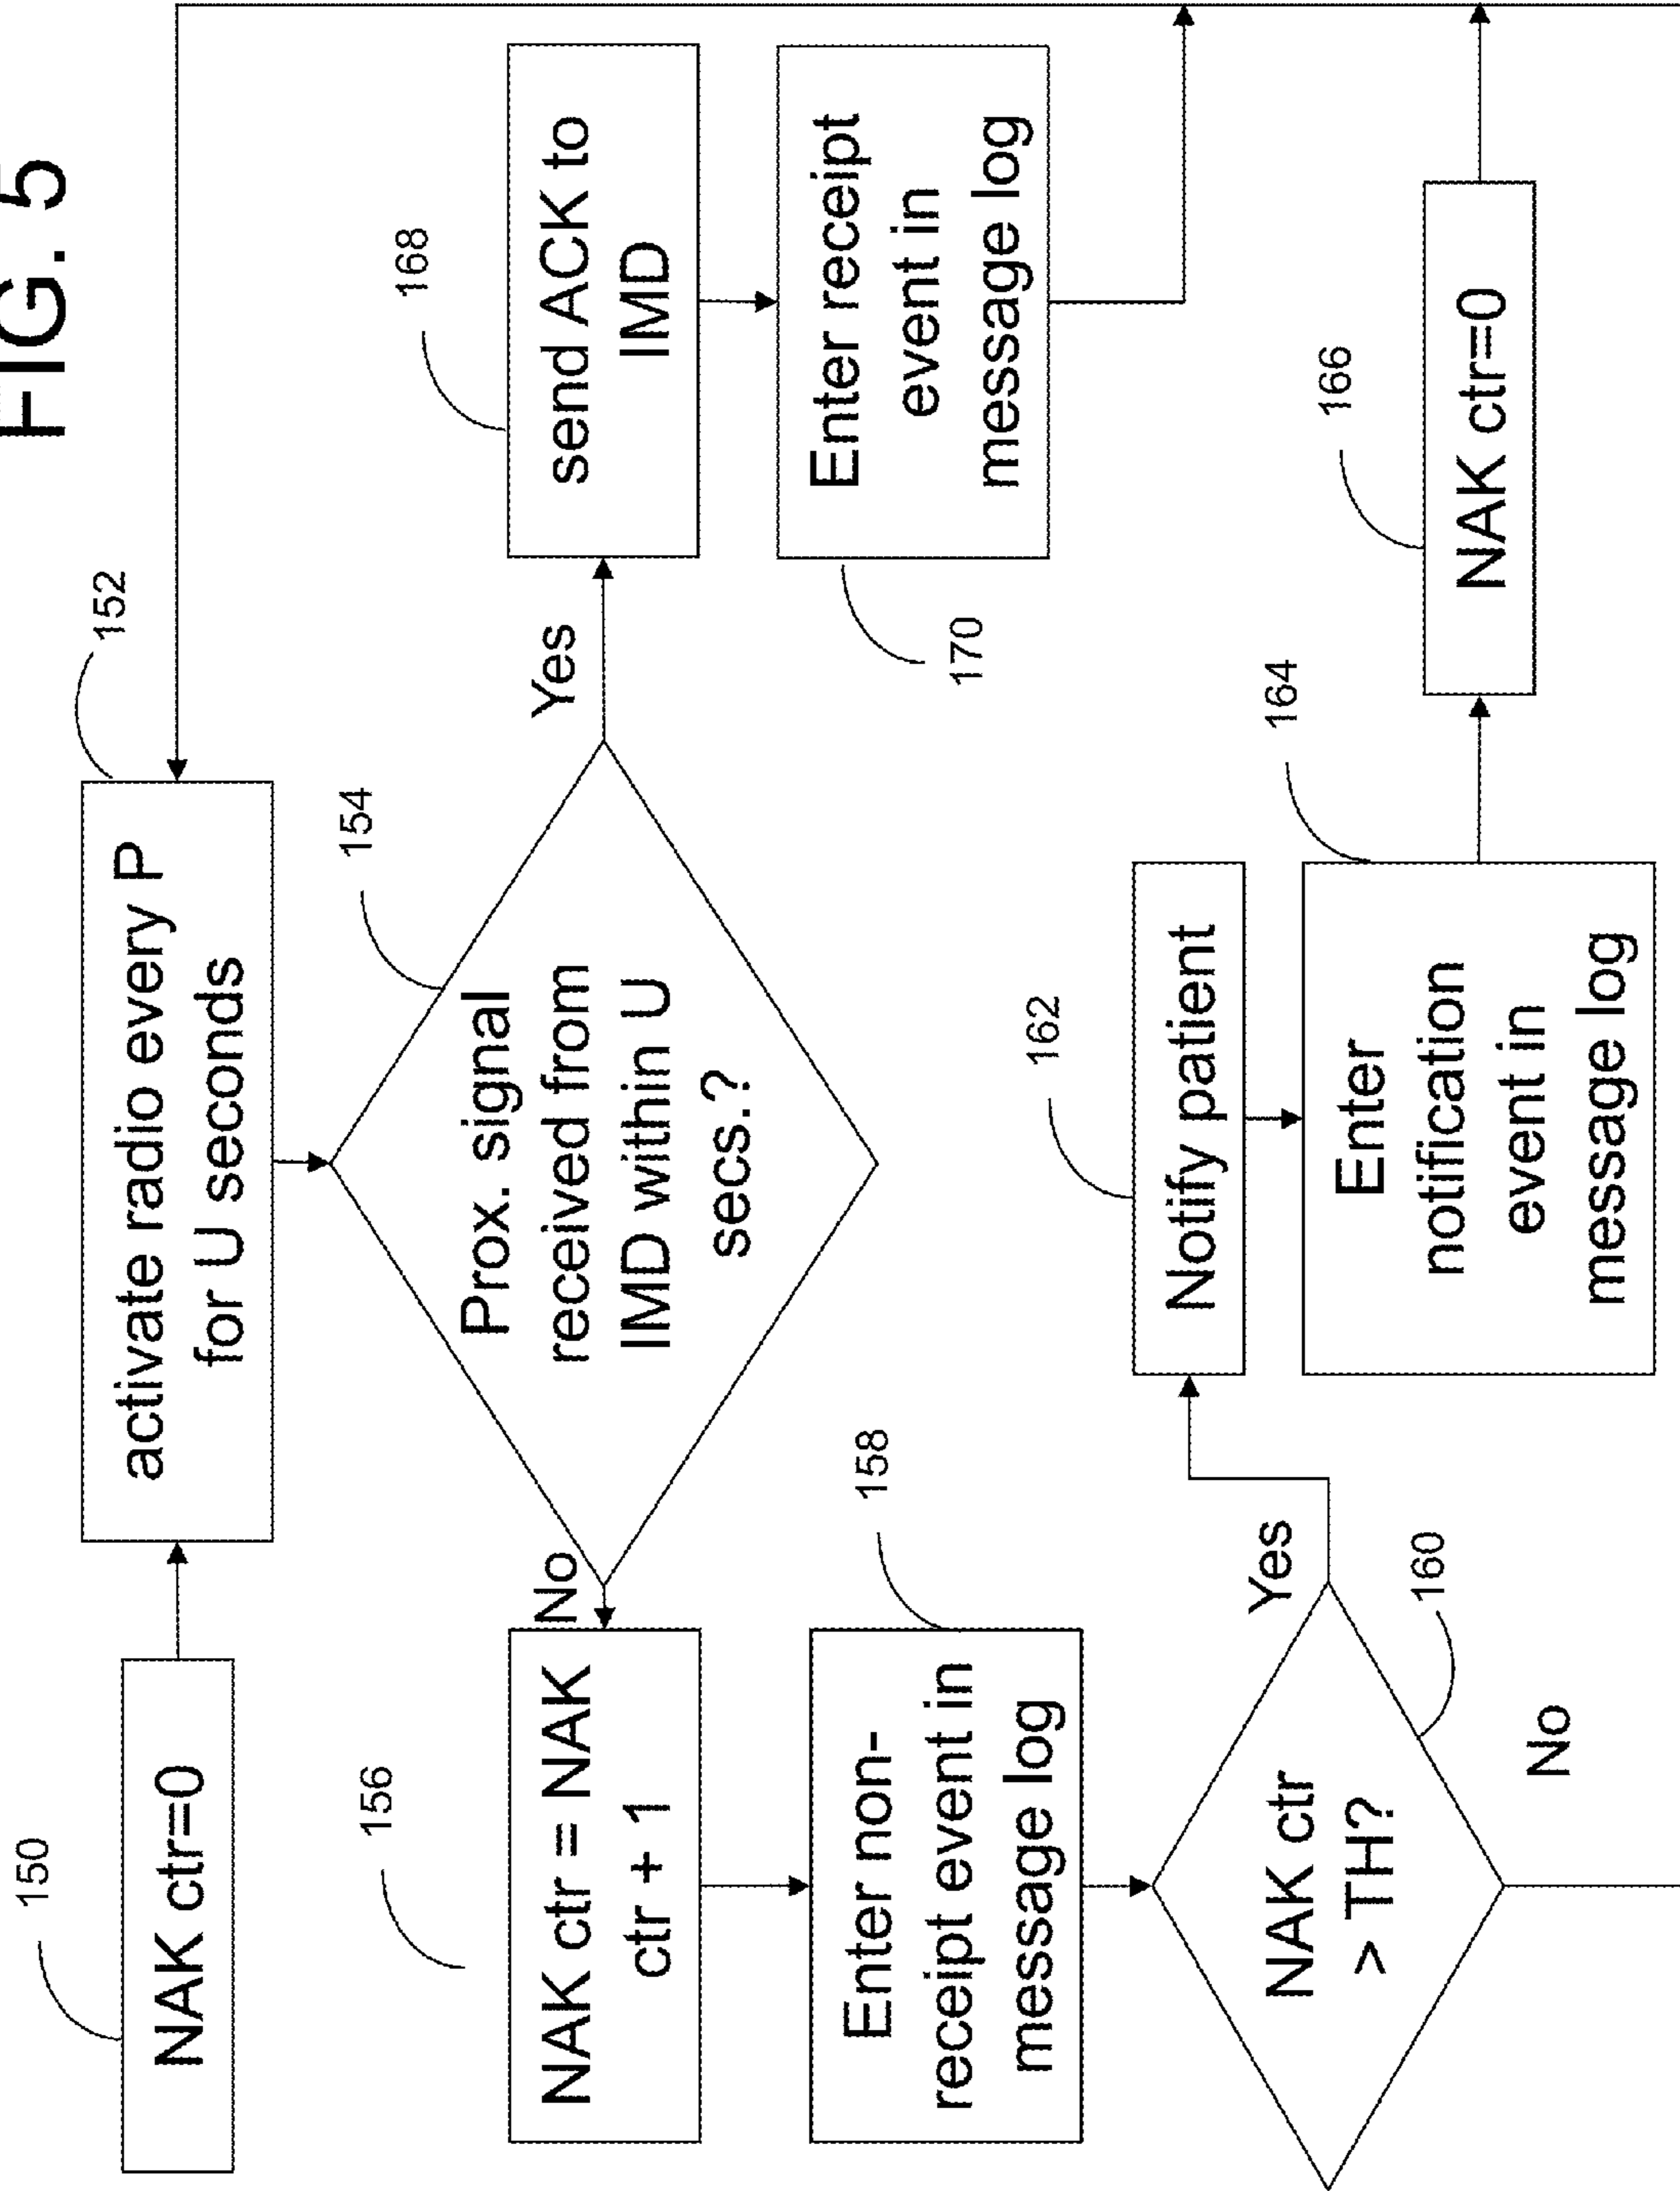 FIG. 5
150
NAK ctr=0
152
activate radio every P
for U seconds
154
Prox. signal
received from
IMD within U
secs.?
No
Yes
156
NAK ctr = NAK
ctr + 1
158
Enter non-
receipt event in
message log
160
NAK ctr
> TH?
Yes
No
162
Notify patient
164
Enter
notification
event in
message log
166
NAK ctr=0
168
send ACK to
IMD
170
Enter receipt
event in
message log